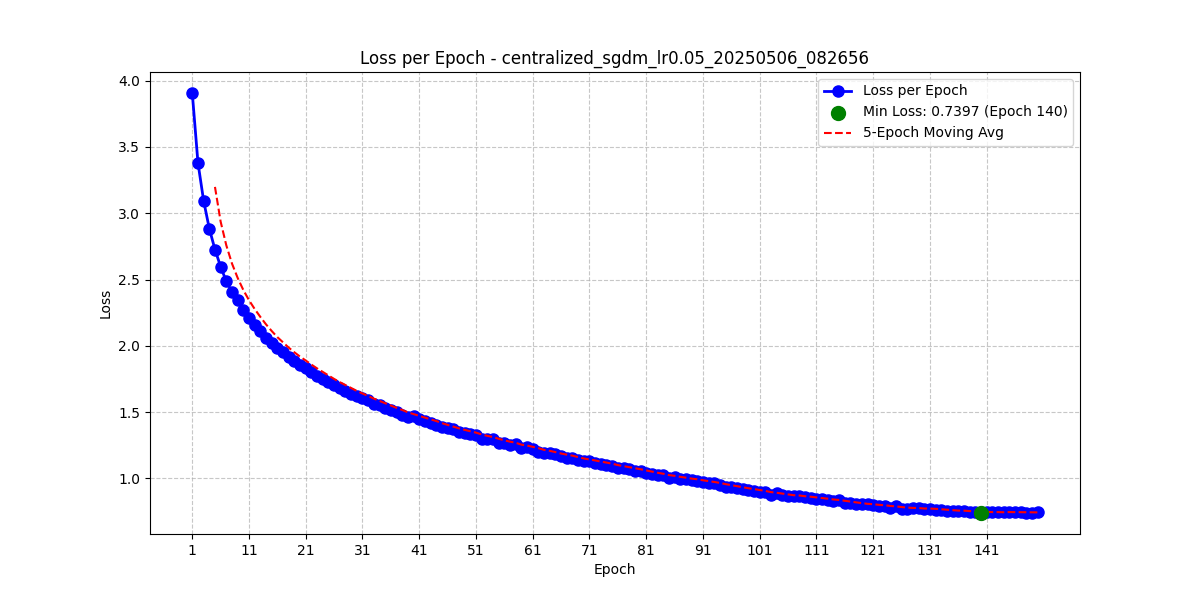 Loss per Epoch - centralized_sgdm_lr0.05_20250506_082656
Loss per Epoch
Min Loss: 0.7397 (Epoch 140)
5-Epoch Moving Avg
Loss
4.0
3.5
3.0
2.5
2.0
1.5
1.0
1 11 21 31 41 51 61 71 81 91 101 111 121 131 141
Epoch